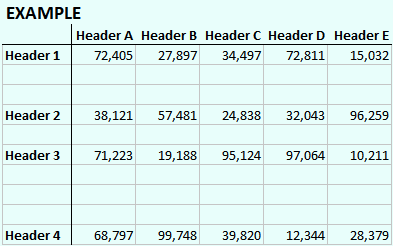 EXAMPLE
Header A Header B Header C Header D Header E
Header 1 72,405 27,897 34,497 72,811 15,032
Header 2 38,121 57,481 24,838 32,043 96,259
Header 3 71,223 19,188 95,124 97,064 10,211
Header 4 68,797 99,748 39,820 12,344 28,379